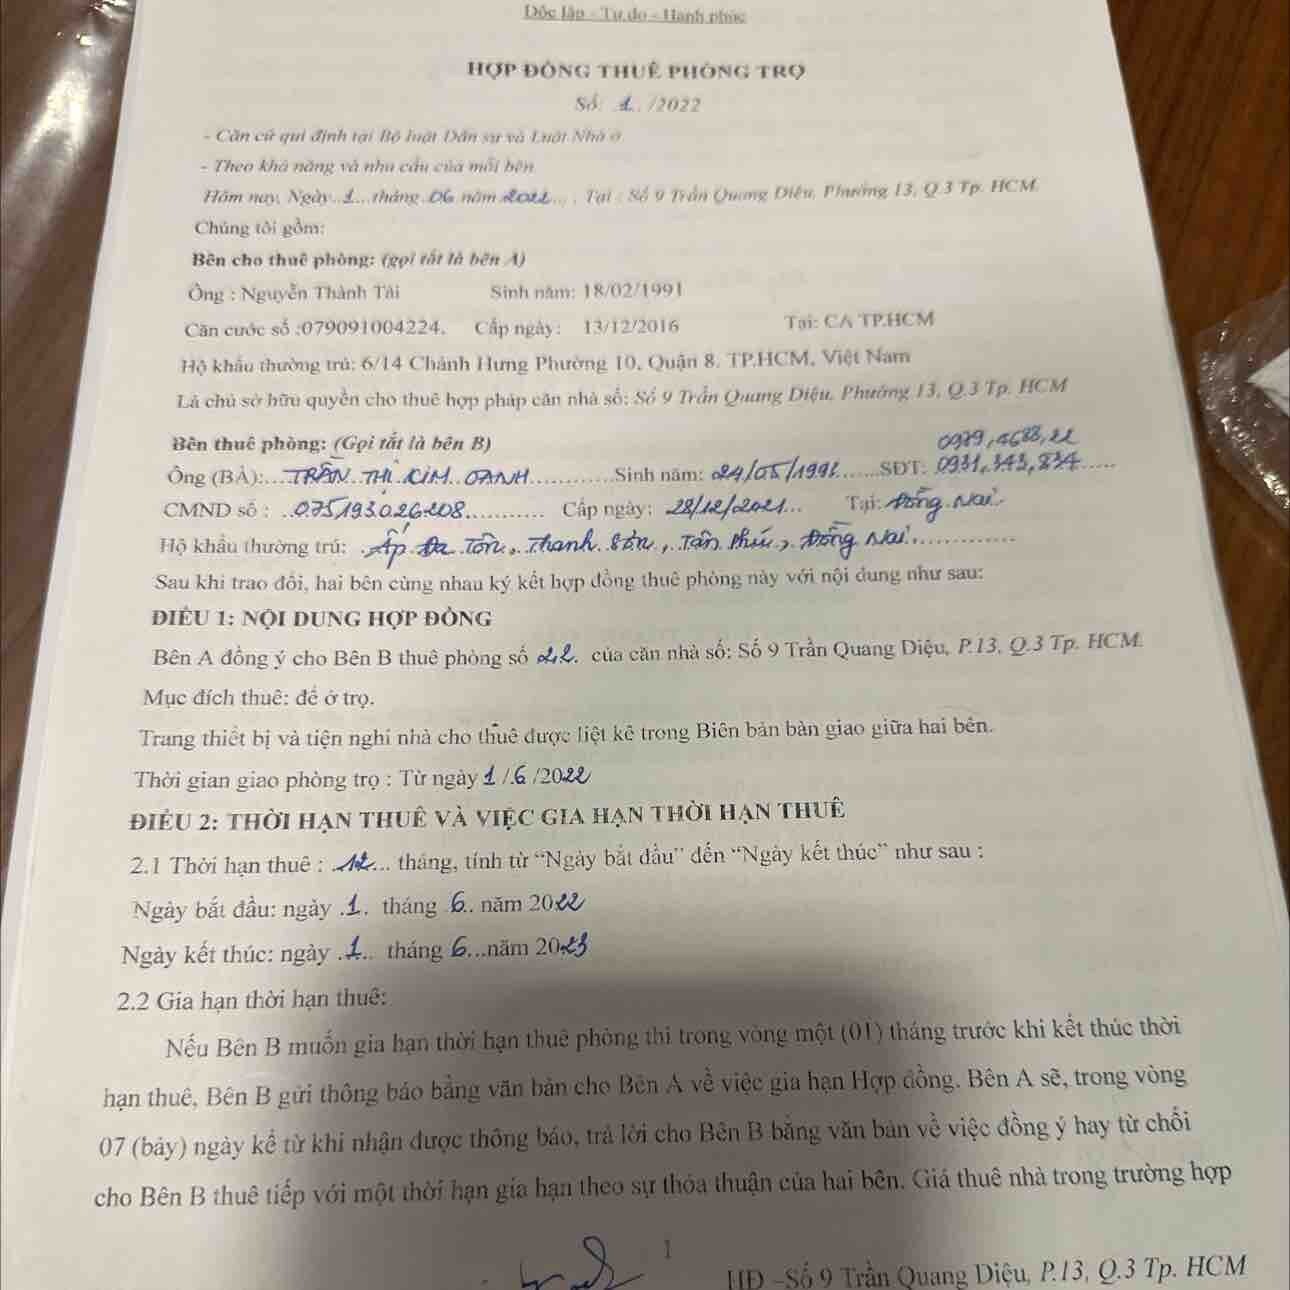 Độc lập - Tự do - Hạnh phúc
HỢP ĐỒNG THUÊ PHÒNG TRỌ
Số: 1../2022
- Căn cứ qui định tại Bộ luật Dân sự và Luật Nhà ở
- Theo khả năng và nhu cầu của mỗi bên
Hôm nay, Ngày..1... tháng .06. năm 2022..., Tại : Số 9 Trần Quang Diệu, Phường 13, Q.3 Tp. HCM.
Chúng tôi gồm:
Bên cho thuê phòng: (gọi tắt là bên A)
Ông : Nguyễn Thành Tài Sinh năm: 18/02/1991
Căn cước số :079091004224. Cấp ngày: 13/12/2016 Tại: CA TP.HCM
Hộ khẩu thường trú: 6/14 Chánh Hưng Phường 10, Quận 8. TP.HCM, Việt Nam
Là chủ sở hữu quyền cho thuê hợp pháp căn nhà số: Số 9 Trần Quang Diệu, Phường 13, Q.3 Tp. HCM
Bên thuê phòng: (Gọi tắt là bên B) 0979,4688,22
Ông (BÀ):...TRẦN..THỊ..KIM..OANH............Sinh năm: 24/05/1992......SĐT: 0931,343,834.....
CMND số : ..075193026208........... Cấp ngày: 28/12/2021... Tại: Đồng Nai.
Hộ khẩu thường trú: .Ấp Đa Tôn, Thanh Sơn, Tân Phú, Đồng Nai..............
Sau khi trao đổi, hai bên cùng nhau ký kết hợp đồng thuê phòng này với nội dung như sau:
ĐIỀU 1: NỘI DUNG HỢP ĐỒNG
Bên A đồng ý cho Bên B thuê phòng số 22. của căn nhà số: Số 9 Trần Quang Diệu, P.13, Q.3 Tp. HCM.
Mục đích thuê: để ở trọ.
Trang thiết bị và tiện nghi nhà cho thuê được liệt kê trong Biên bản bàn giao giữa hai bên.
Thời gian giao phòng trọ : Từ ngày 1 /.6 /2022
ĐIỀU 2: THỜI HẠN THUÊ VÀ VIỆC GIA HẠN THỜI HẠN THUÊ
2.1 Thời hạn thuê : .12... tháng, tính từ “Ngày bắt đầu” đến “Ngày kết thúc” như sau :
Ngày bắt đầu: ngày .1. tháng .6.. năm 2022
Ngày kết thúc: ngày .1.. tháng 6...năm 2023
2.2 Gia hạn thời hạn thuê:
Nếu Bên B muốn gia hạn thời hạn thuê phòng thì trong vòng một (01) tháng trước khi kết thúc thời
hạn thuê, Bên B gửi thông báo bằng văn bản cho Bên A về việc gia hạn Hợp đồng. Bên A sẽ, trong vòng
07 (bảy) ngày kể từ khi nhận được thông báo, trả lời cho Bên B bằng văn bản về việc đồng ý hay từ chối
cho Bên B thuê tiếp với một thời hạn gia hạn theo sự thỏa thuận của hai bên. Giá thuê nhà trong trường hợp
1
HĐ –Số 9 Trần Quang Diệu, P.13, Q.3 Tp. HCM